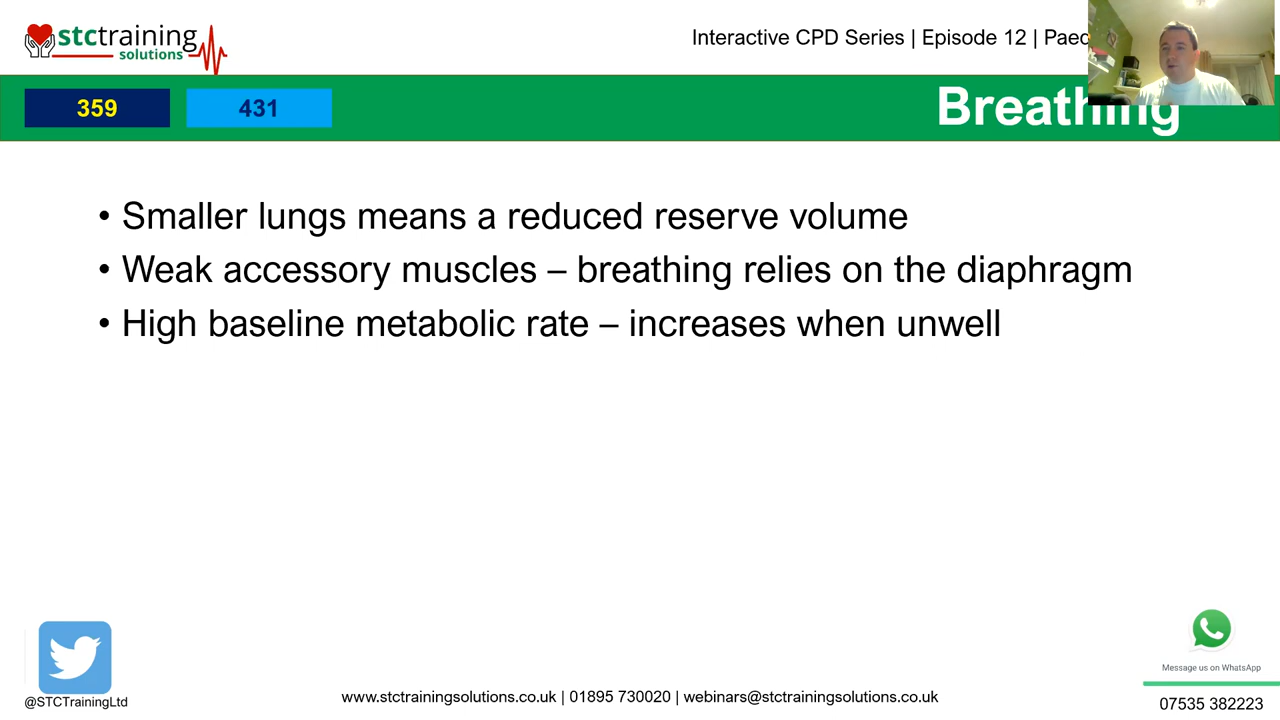 stctraining
solutions
Interactive CPD Series | Episode 12 |
359
431
Breathing
• Smaller lungs means a reduced reserve volume
• Weak accessory muscles – breathing relies on the diaphragm
• High baseline metabolic rate – increases when unwell
@STCTrainingLtd
www.stctrainingsolutions.co.uk | 01895 730020 | webinars@stctrainingsolutions.co.uk
Message us on WhatsApp
07535 382223